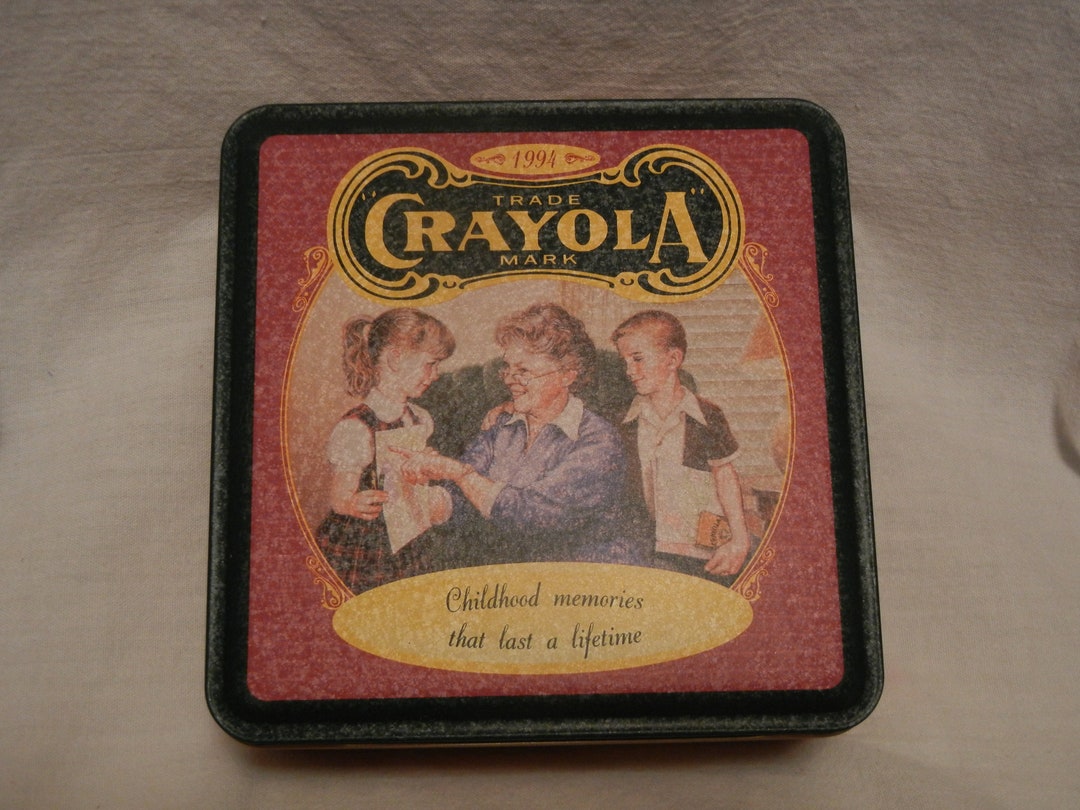 1994
TRADE
"CRAYOLA"
MARK
Childhood memories
that last a lifetime